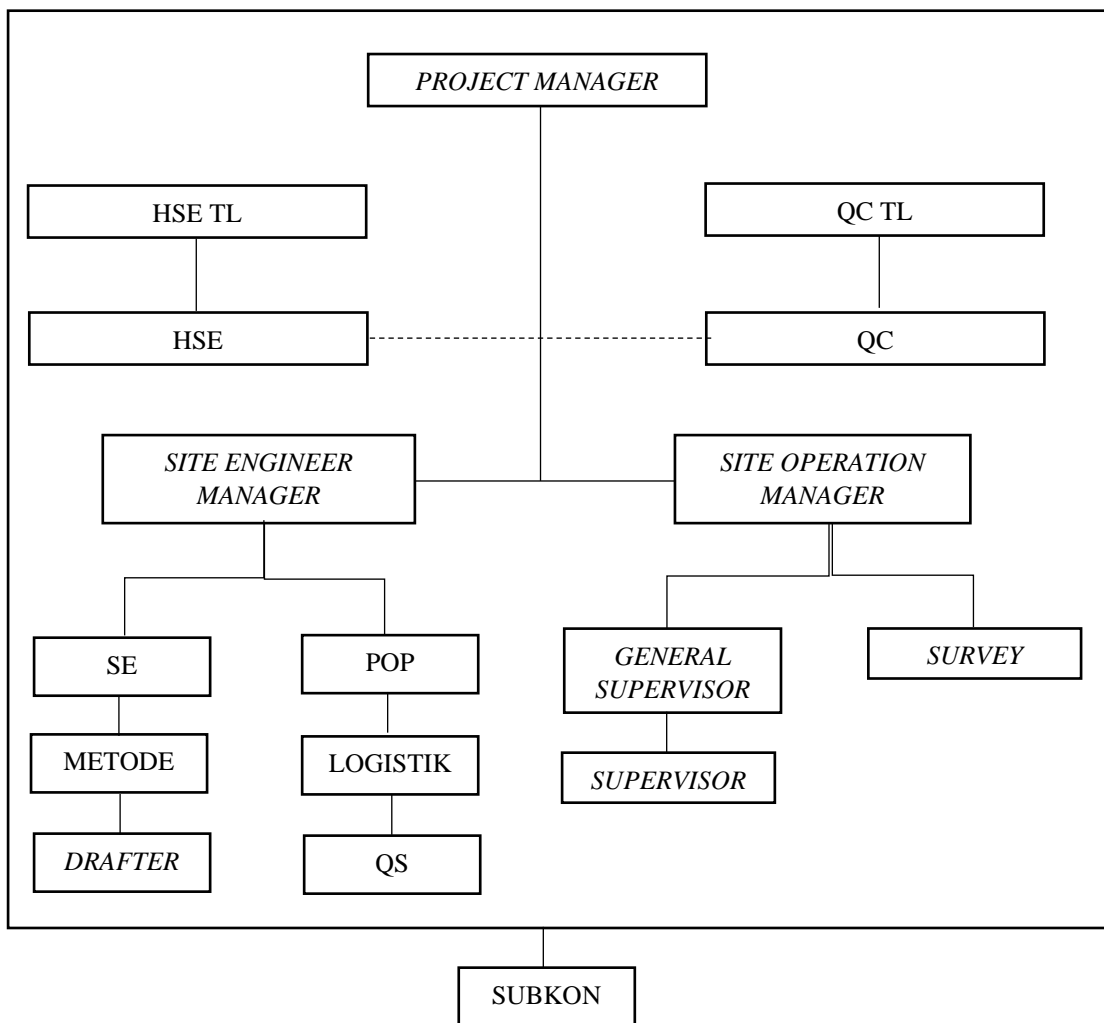 PROJECT MANAGER
HSE TL
QC TL
HSE
QC
SITE ENGINEER
MANAGER
SITE OPERATION
MANAGER
SE
POP
GENERAL
SUPERVISOR
SURVEY
METODE
LOGISTIK
SUPERVISOR
DRAFTER
QS
SUBKON